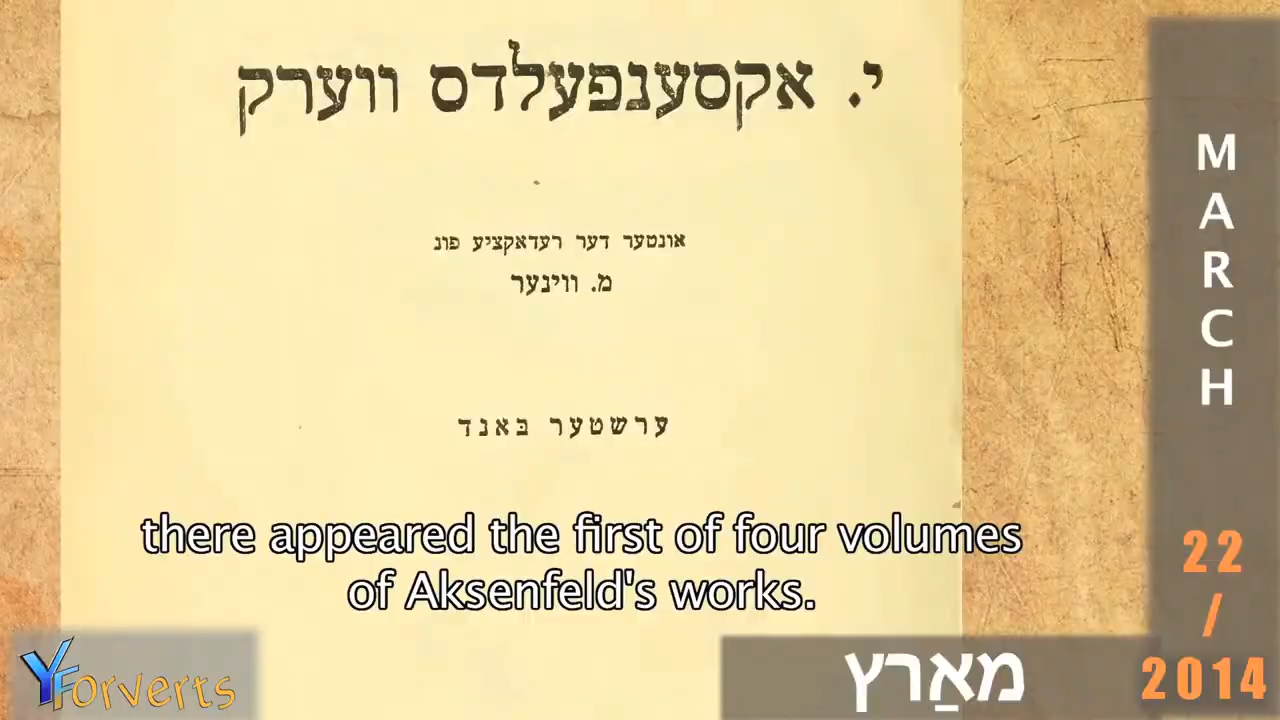 י. אקסענפעלדס ווערק
אונטער דער רעדאקציע פונ
מ. ווינער
ערשטער באנד
there appeared the first of four volumes
of Aksenfeld's works.
MARCH
22
/
2014
מאַרץ
YForverts